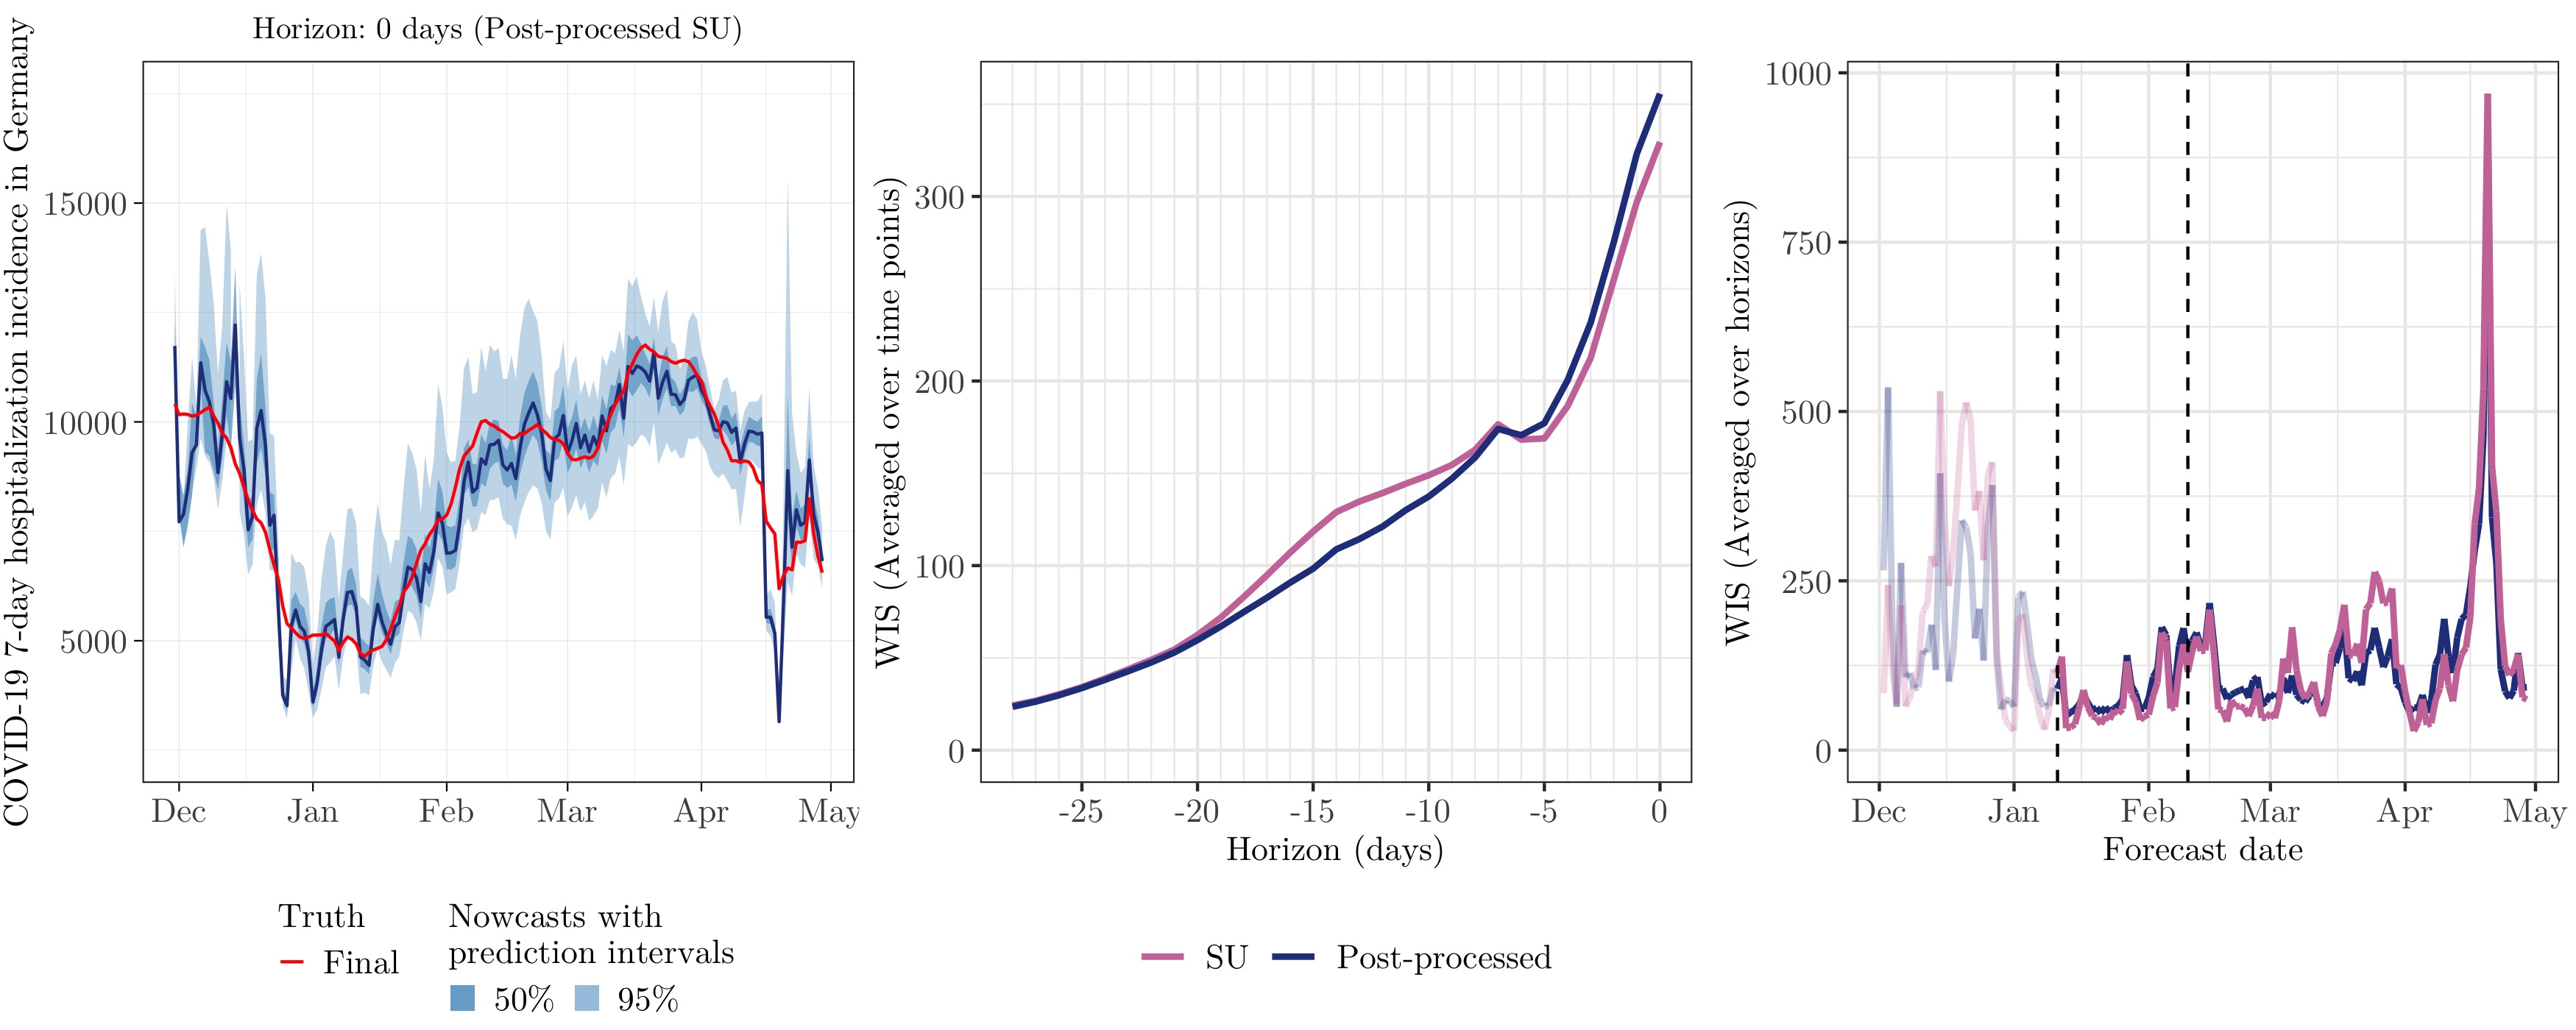 Horizon: 0 days (Post-processed SU)
COVID-19 7-day hospitalization incidence in Germany
15000
10000
5000
Dec Jan Feb Mar Apr May
Truth
Final
Nowcasts with
prediction intervals
50% 95%
WIS (Averaged over time points)
300
200
100
0
-25 -20 -15 -10 -5 0
Horizon (days)
SU Post-processed
WIS (Averaged over horizons)
1000
750
500
250
0
Dec Jan Feb Mar Apr May
Forecast date